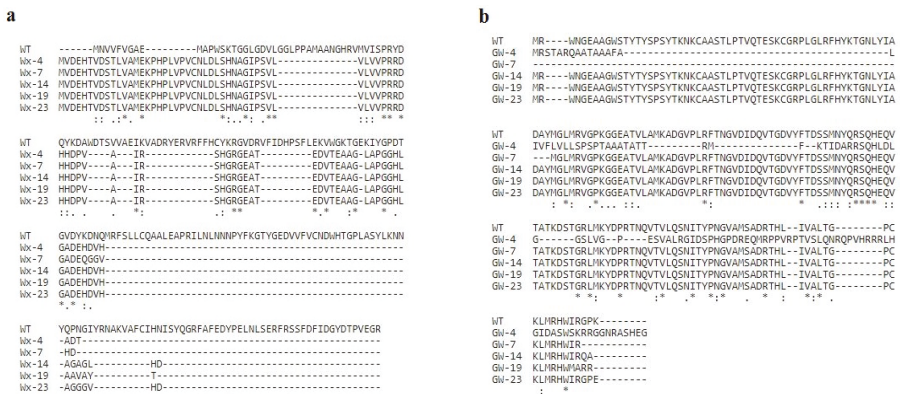 a
WT ------MNVVFVGAE---------MAPWSKTGGLGDVLGGLPPAMAANGHRVMVISPRYD
Wx-4 MVDEHTVDSTVAMEKPHPLVPVCNLDLSHNAGIPSVL------------VLVVPRRD
Wx-7 MVDEHTVDSTVAMEKPHPLVPVCNLDLSHNAGIPSVL------------VLVVPRRD
Wx-14 MVDEHTVDSTVAMEKPHPLVPVCNLDLSHNAGIPSVL------------VLVVPRRD
Wx-19 MVDEHTVDSTVAMEKPHPLVPVCNLDLSHNAGIPSVL------------VLVVPRRD
Wx-23 MVDEHTVDSTVAMEKPHPLVPVCNLDLSHNAGIPSVL------------VLVVPRRD
:: .:*. * *:..*: .** ::: ** *
WT QYKDAWDTSVVAEIKVADRYERVRFFHCYKRGVDRVFIDHPSFLEKVWGKTGEKIYGPDT
Wx-4 HHDPV----A---IR-----------SHGRGEAT--------EDVTEAAG-LAPGGHL
Wx-7 HHDPV----A---IR-----------SHGRGEAT--------EDVTEAAG-LAPGGHL
Wx-14 HHDPV----A---IR-----------SHGRGEAT--------EDVTEAAG-LAPGGHL
Wx-19 HHDPV----A---IR-----------SHGRGEAT--------EDVTEAAG-LAPGGHL
Wx-23 HHDPV----A---IR-----------SHGRGEAT--------EDVTEAAG-LAPGGHL
::. . . *: .: ** *.* :* * .
WT GVDYKDNQMRFSLLCQAALEAPRILNLNNNPYFKGTYGEDVVFVCNDWHTGPLASYLKNN
Wx-4 GADEHDVH----------------------------------------------------
Wx-7 GADEQGGV----------------------------------------------------
Wx-14 GADEHDVH----------------------------------------------------
Wx-19 GADEHDVH----------------------------------------------------
Wx-23 GADEHDVH----------------------------------------------------
*.* :.
WT YQPNGIYRNAKVAFCIHNISYQGRFAFEDYPELNLSERFRSSFDFIDGYDTPVEGR
Wx-4 -ADT----------------------------------------------------
Wx-7 -HD-----------------------------------------------------
Wx-14 -AGAGL---------HD---------------------------------------
Wx-19 -AAVAY---------T----------------------------------------
Wx-23 -AGGGV---------HD---------------------------------------
b
WT MR----WNGEAAGWSTYTYSPSYTKNKCAASTLPTVQTESKCGRPLGLRFHYKTGNLYIA
GW-4 MRSTARQAATAAAFA--------------------------------------------L
GW-7 ------------------------------------------------------------
GW-14 MR----WNGEAAGWSTYTYSPSYTKNKCAASTLPTVQTESKCGRPLGLRFHYKTGNLYIA
GW-19 MR----WNGEAAGWSTYTYSPSYTKNKCAASTLPTVQTESKCGRPLGLRFHYKTGNLYIA
GW-23 MR----WNGEAAGWSTYTYSPSYTKNKCAASTLPTVQTESKCGRPLGLRFHYKTGNLYIA
WT DAYMGLMRVGPKGGEATVLAMKADGVPLRFTNGVDIDQVTGDVYFTDSSMNYQRSQHEQV
GW-4 IVFLVLLSPSPTAAATATT----------RM-------------F--KTIDARRSQHLDL
GW-7 ---MGLMRVGPKGGEATVLAMKADGVPLRFTNGVDIDQVTGDVYFTDSSMNYQRSQHEQV
GW-14 DAYMGLMRVGPKGGEATVLAMKADGVPLRFTNGVDIDQVTGDVYFTDSSMNYQRSQHEQV
GW-19 DAYMGLMRVGPKGGEATVLAMKADGVPLRFTNGVDIDQVTGDVYFTDSSMNYQRSQHEQV
GW-23 DAYMGLMRVGPKGGEATVLAMKADGVPLRFTNGVDIDQVTGDVYFTDSSMNYQRSQHEQV
: *: .*... :: *: * .::: **** ::
WT TATKDSTGRLMKYDPRTNQVTVLQSNITYPNGVAMSADRTHL--IVALTG--------PC
GW-4 G------GSLVG--P----ESVALRGIDSPHGPDREQMRPPVRPTVSLQNRQPVHRRRLH
GW-7 TATKDSTGRLMKYDPRTNQVTVLQSNITYPNGVAMSADRTHL--IVALTG--------PC
GW-14 TATKDSTGRLMKYDPRTNQVTVLQSNITYPNGVAMSADRTHL--IVALTG--------PC
GW-19 TATKDSTGRLMKYDPRTNQVTVLQSNITYPNGVAMSADRTHL--IVALTG--------PC
GW-23 TATKDSTGRLMKYDPRTNQVTVLQSNITYPNGVAMSADRTHL--IVALTG--------PC
* *: * :* .* *:* . * : *:* .
WT KLMRHWIRGPK--------
GW-4 GIDASWSKRRGGNRASHEG
GW-7 KLMRHWIR-----------
GW-14 KLMRHWIRQA---------
GW-19 KLMRHWMARR---------
GW-23 KLMRHWIRGPE--------
: *